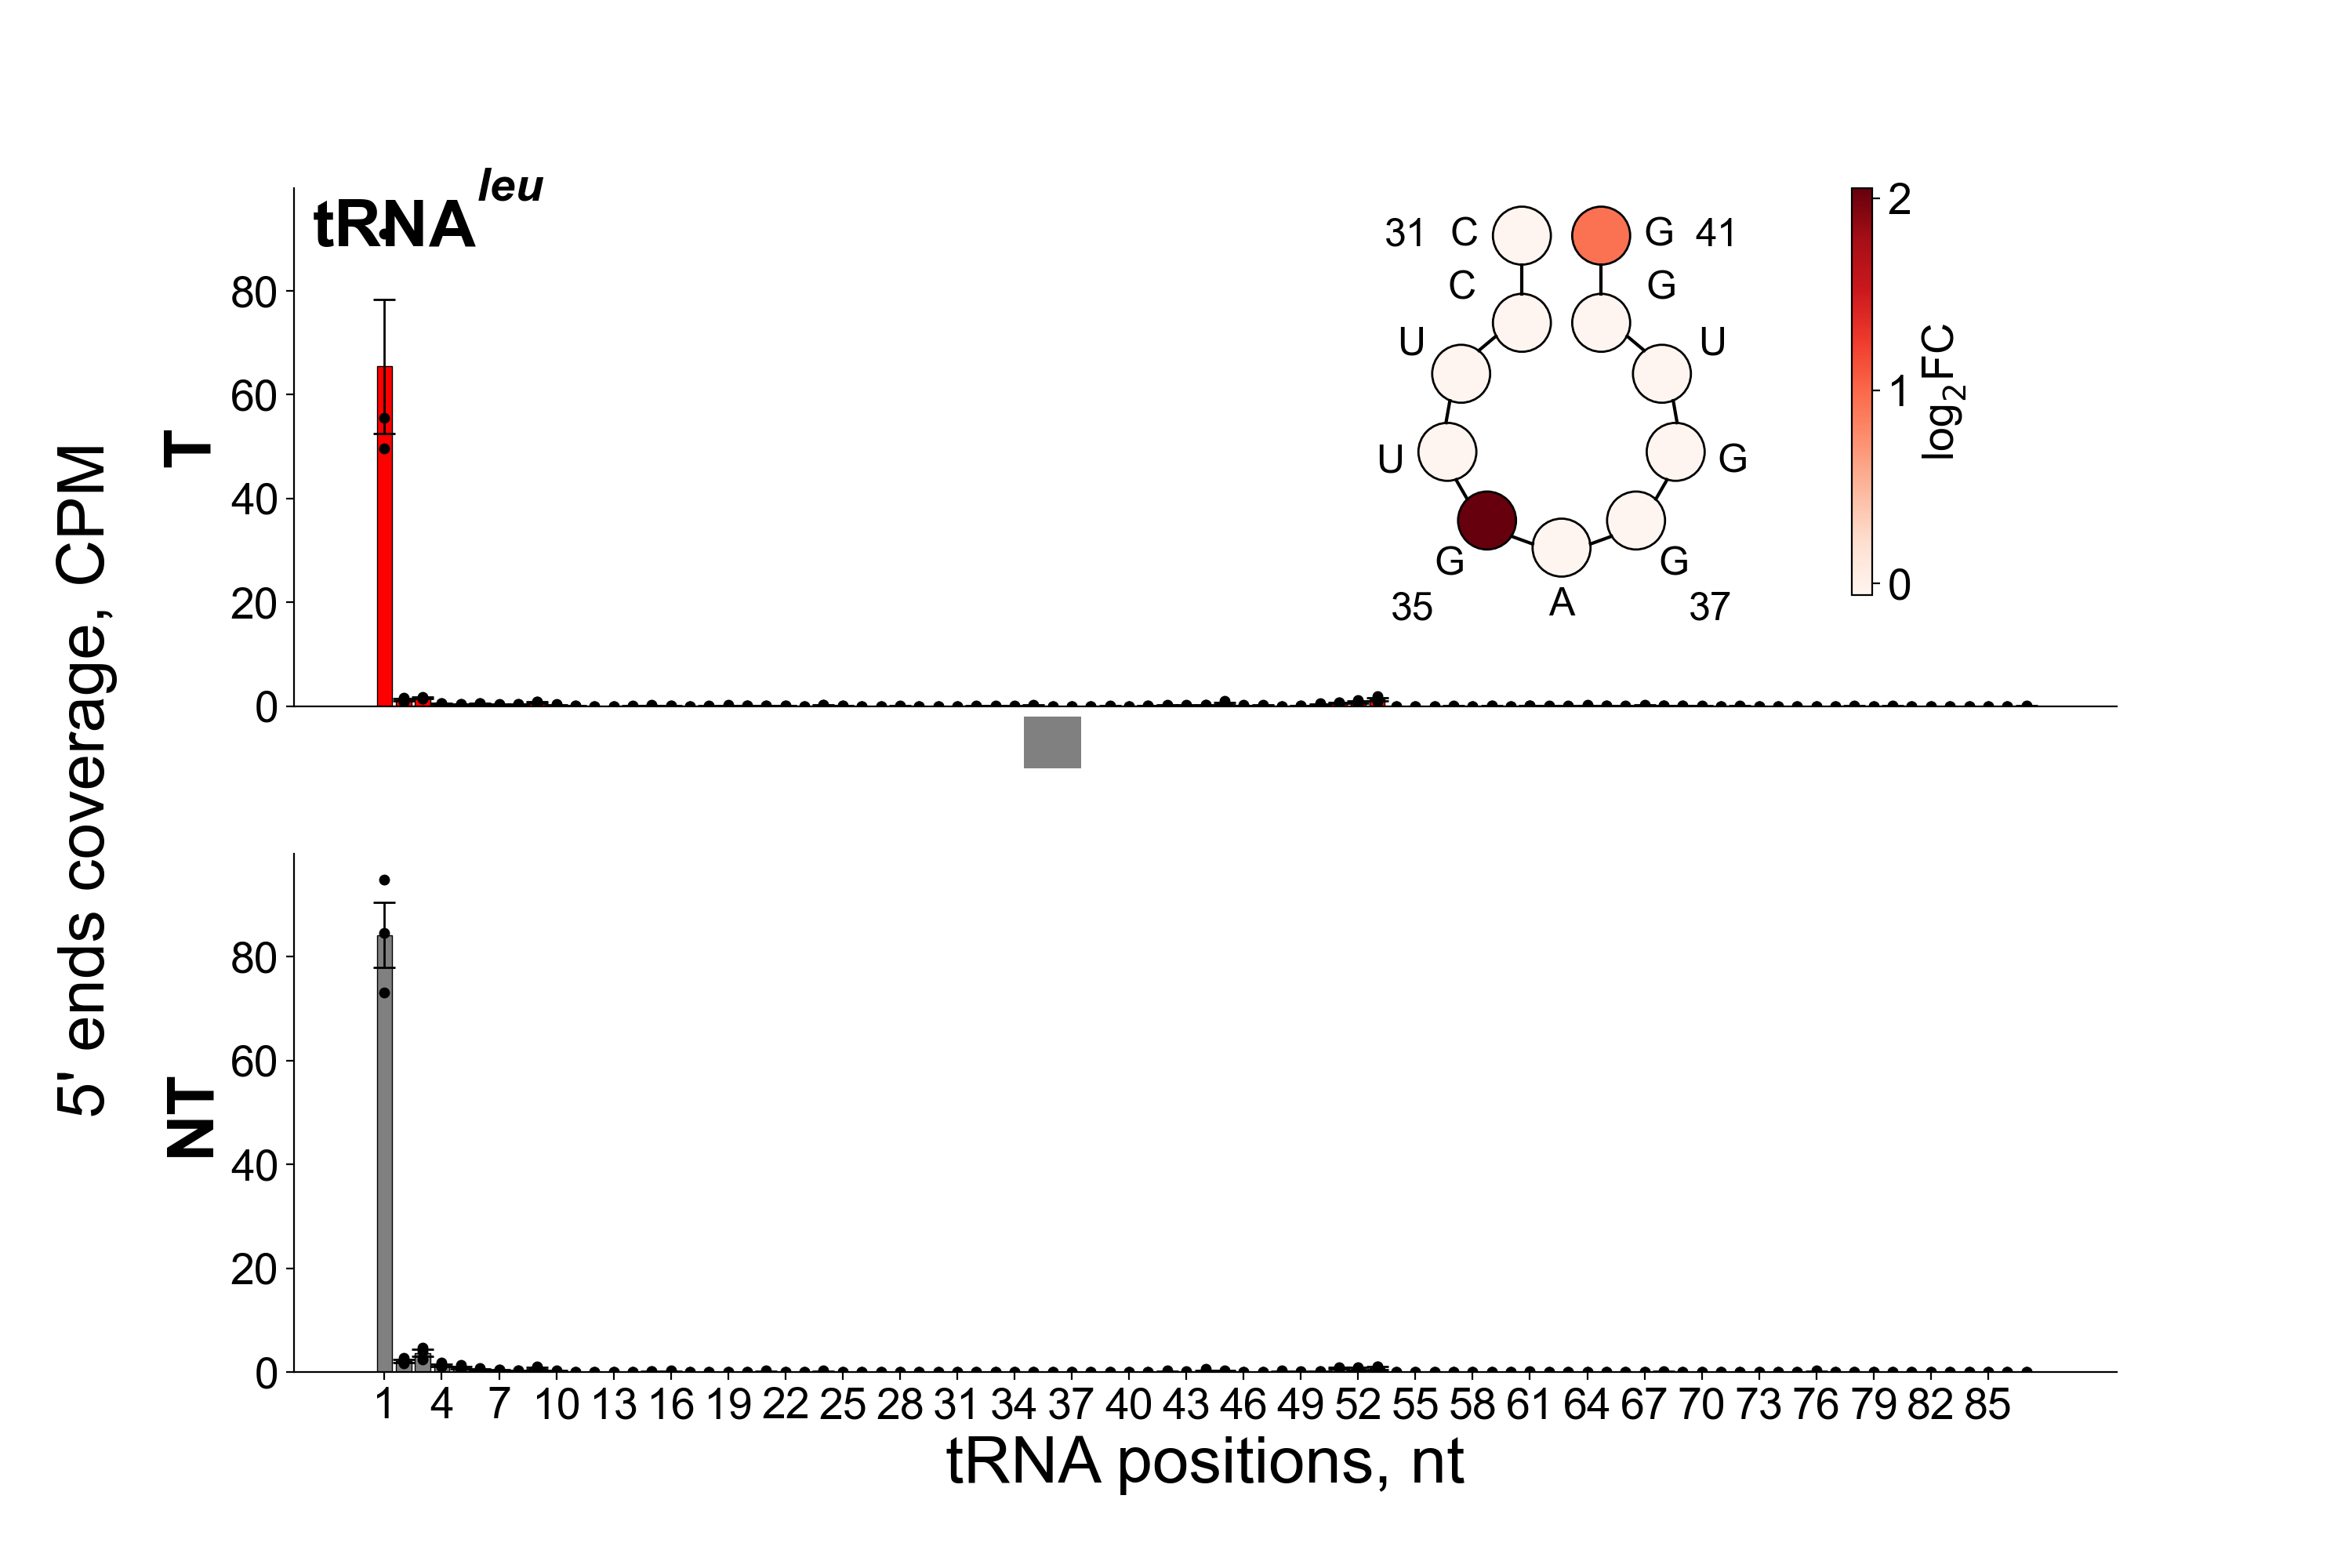 tRNA^leu
5' ends coverage, CPM
T
80
60
40
20
0
31 C G 41
C G
U U
U G
G G
35 A 37
2
1
0
log₂FC
NT
80
60
40
20
0
1 4 7 10 13 16 19 22 25 28 31 34 37 40 43 46 49 52 55 58 61 64 67 70 73 76 79 82 85
tRNA positions, nt